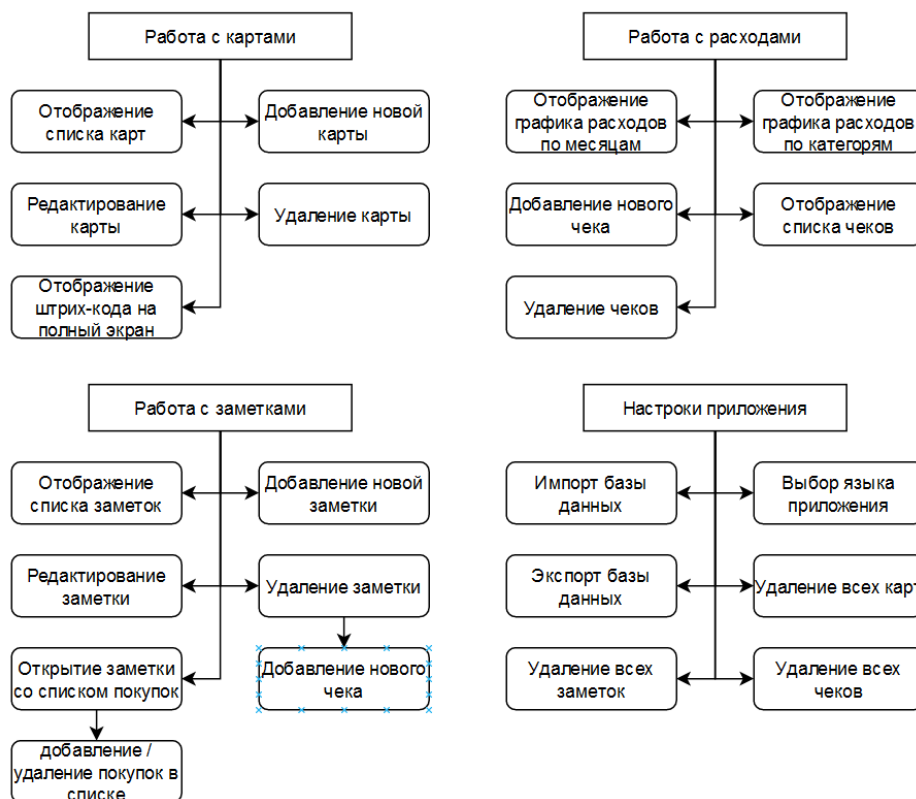 Работа с картами
Отображение
списка карт
Добавление новой
карты
Редактирование
карты
Удаление карты
Отображение
штрих-кода на
полный экран
Работа с расходами
Отображение
графика расходов
по месяцам
Отображение
графика расходов
по категорям
Добавление нового
чека
Отображение
списка чеков
Удаление чеков
Работа с заметками
Отображение
списка заметок
Добавление новой
заметки
Редактирование
заметки
Удаление заметки
Открытие заметки
со списком покупок
Добавление нового
чека
добавление /
удаление покупок в
списке
Настроки приложения
Импорт базы
данных
Выбор языка
приложения
Экспорт базы
данных
Удаление всех карт
Удаление всех
заметок
Удаление всех
чеков